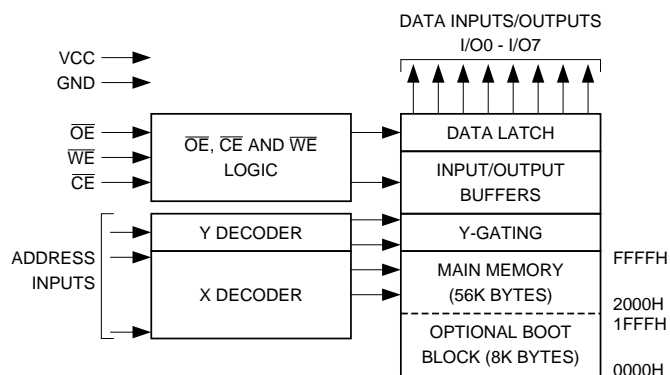 DATA INPUTS/OUTPUTS
I/O0 - I/O7
VCC
GND
OE
WE
CE
OE, CE AND WE
LOGIC
DATA LATCH
INPUT/OUTPUT
BUFFERS
ADDRESS
INPUTS
Y DECODER
Y-GATING
X DECODER
MAIN MEMORY
(56K BYTES)
OPTIONAL BOOT
BLOCK (8K BYTES)
FFFFH
2000H
1FFFH
0000H